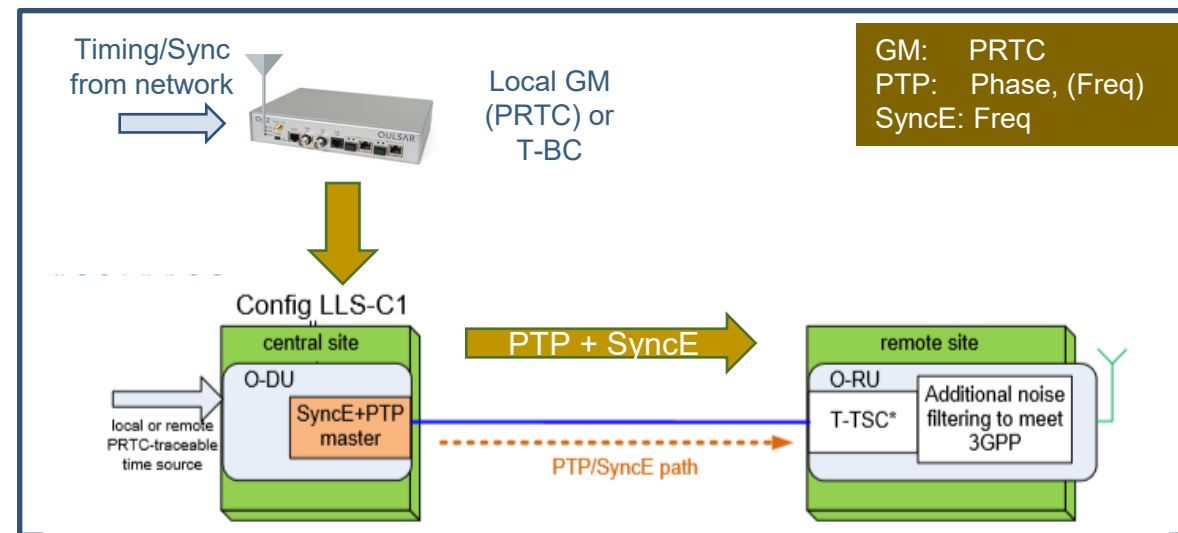 Timing/Sync
from network
Local GM
(PRTC) or
T-BC
GM: PRTC
PTP: Phase, (Freq)
SyncE: Freq
QULSAR
Config LLS-C1
central site
O-DU
SyncE+PTP
master
local or remote
PRTC-traceable
time source
PTP + SyncE
PTP/SyncE path
remote site
O-RU
T-TSC*
Additional noise
filtering to meet
3GPP